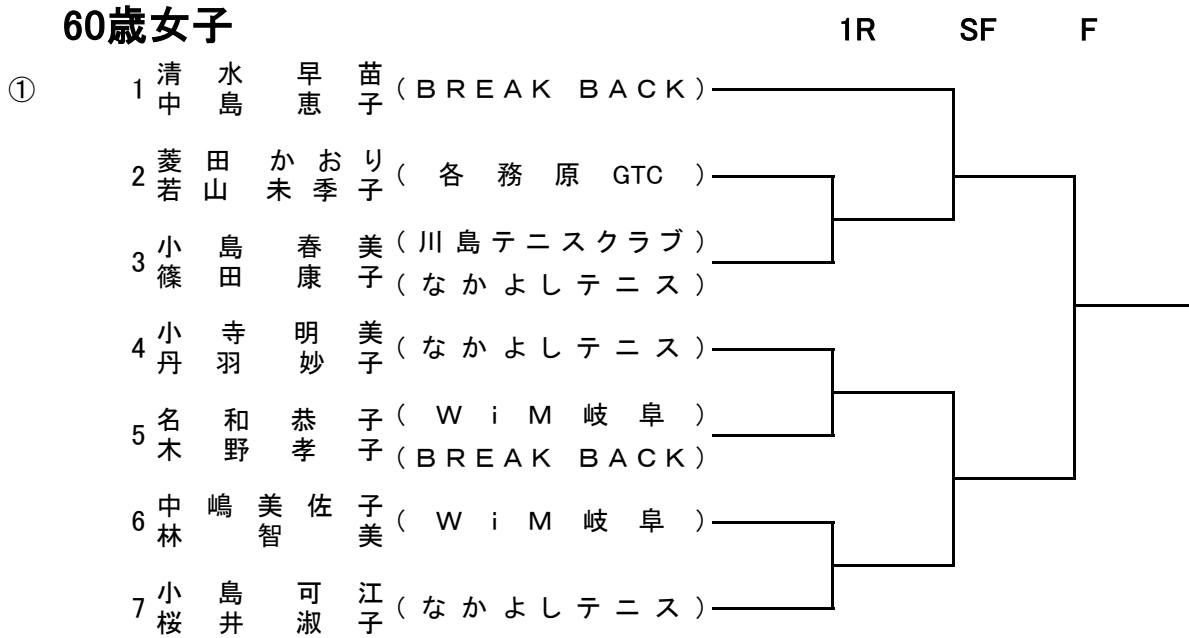 60歳女子 1R SF F
① 1 清水早苗 (BREAK BACK)
中島恵子
2 菱田かおり (各務原GTC)
若山未季子
3 小島春美 (川島テニスクラブ)
篠田康子 (なかよしテニス)
4 小寺明美 (なかよしテニス)
丹羽妙子
5 名和恭子 (WiM岐阜)
木野孝子 (BREAK BACK)
6 中嶋美佐子 (WiM岐阜)
林智美
7 小島可江 (なかよしテニス)
桜井淑子